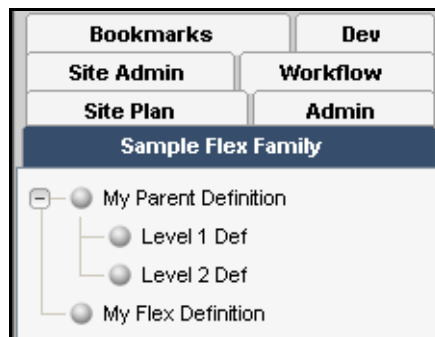 Bookmarks Dev
Site Admin Workflow
Site Plan Admin
Sample Flex Family
My Parent Definition
Level 1 Def
Level 2 Def
My Flex Definition